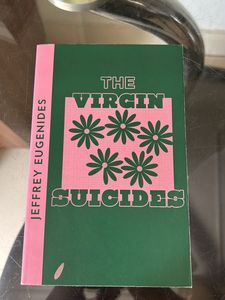 THE
VIRGIN
SUICIDES
JEFFREY EUGENIDES